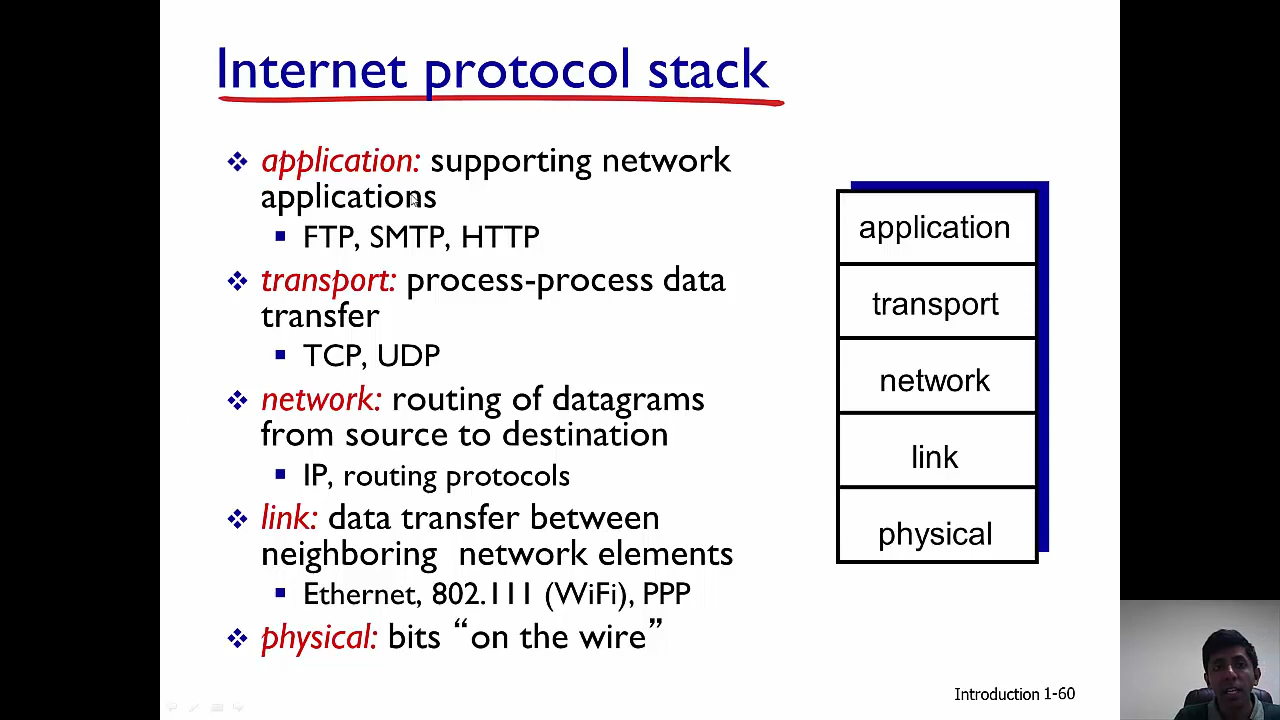 Internet protocol stack
❖ application: supporting network
applications
▪ FTP, SMTP, HTTP
❖ transport: process-process data
transfer
▪ TCP, UDP
❖ network: routing of datagrams
from source to destination
▪ IP, routing protocols
❖ link: data transfer between
neighboring network elements
▪ Ethernet, 802.111 (WiFi), PPP
❖ physical: bits “on the wire”
application
transport
network
link
physical
Introduction 1-60